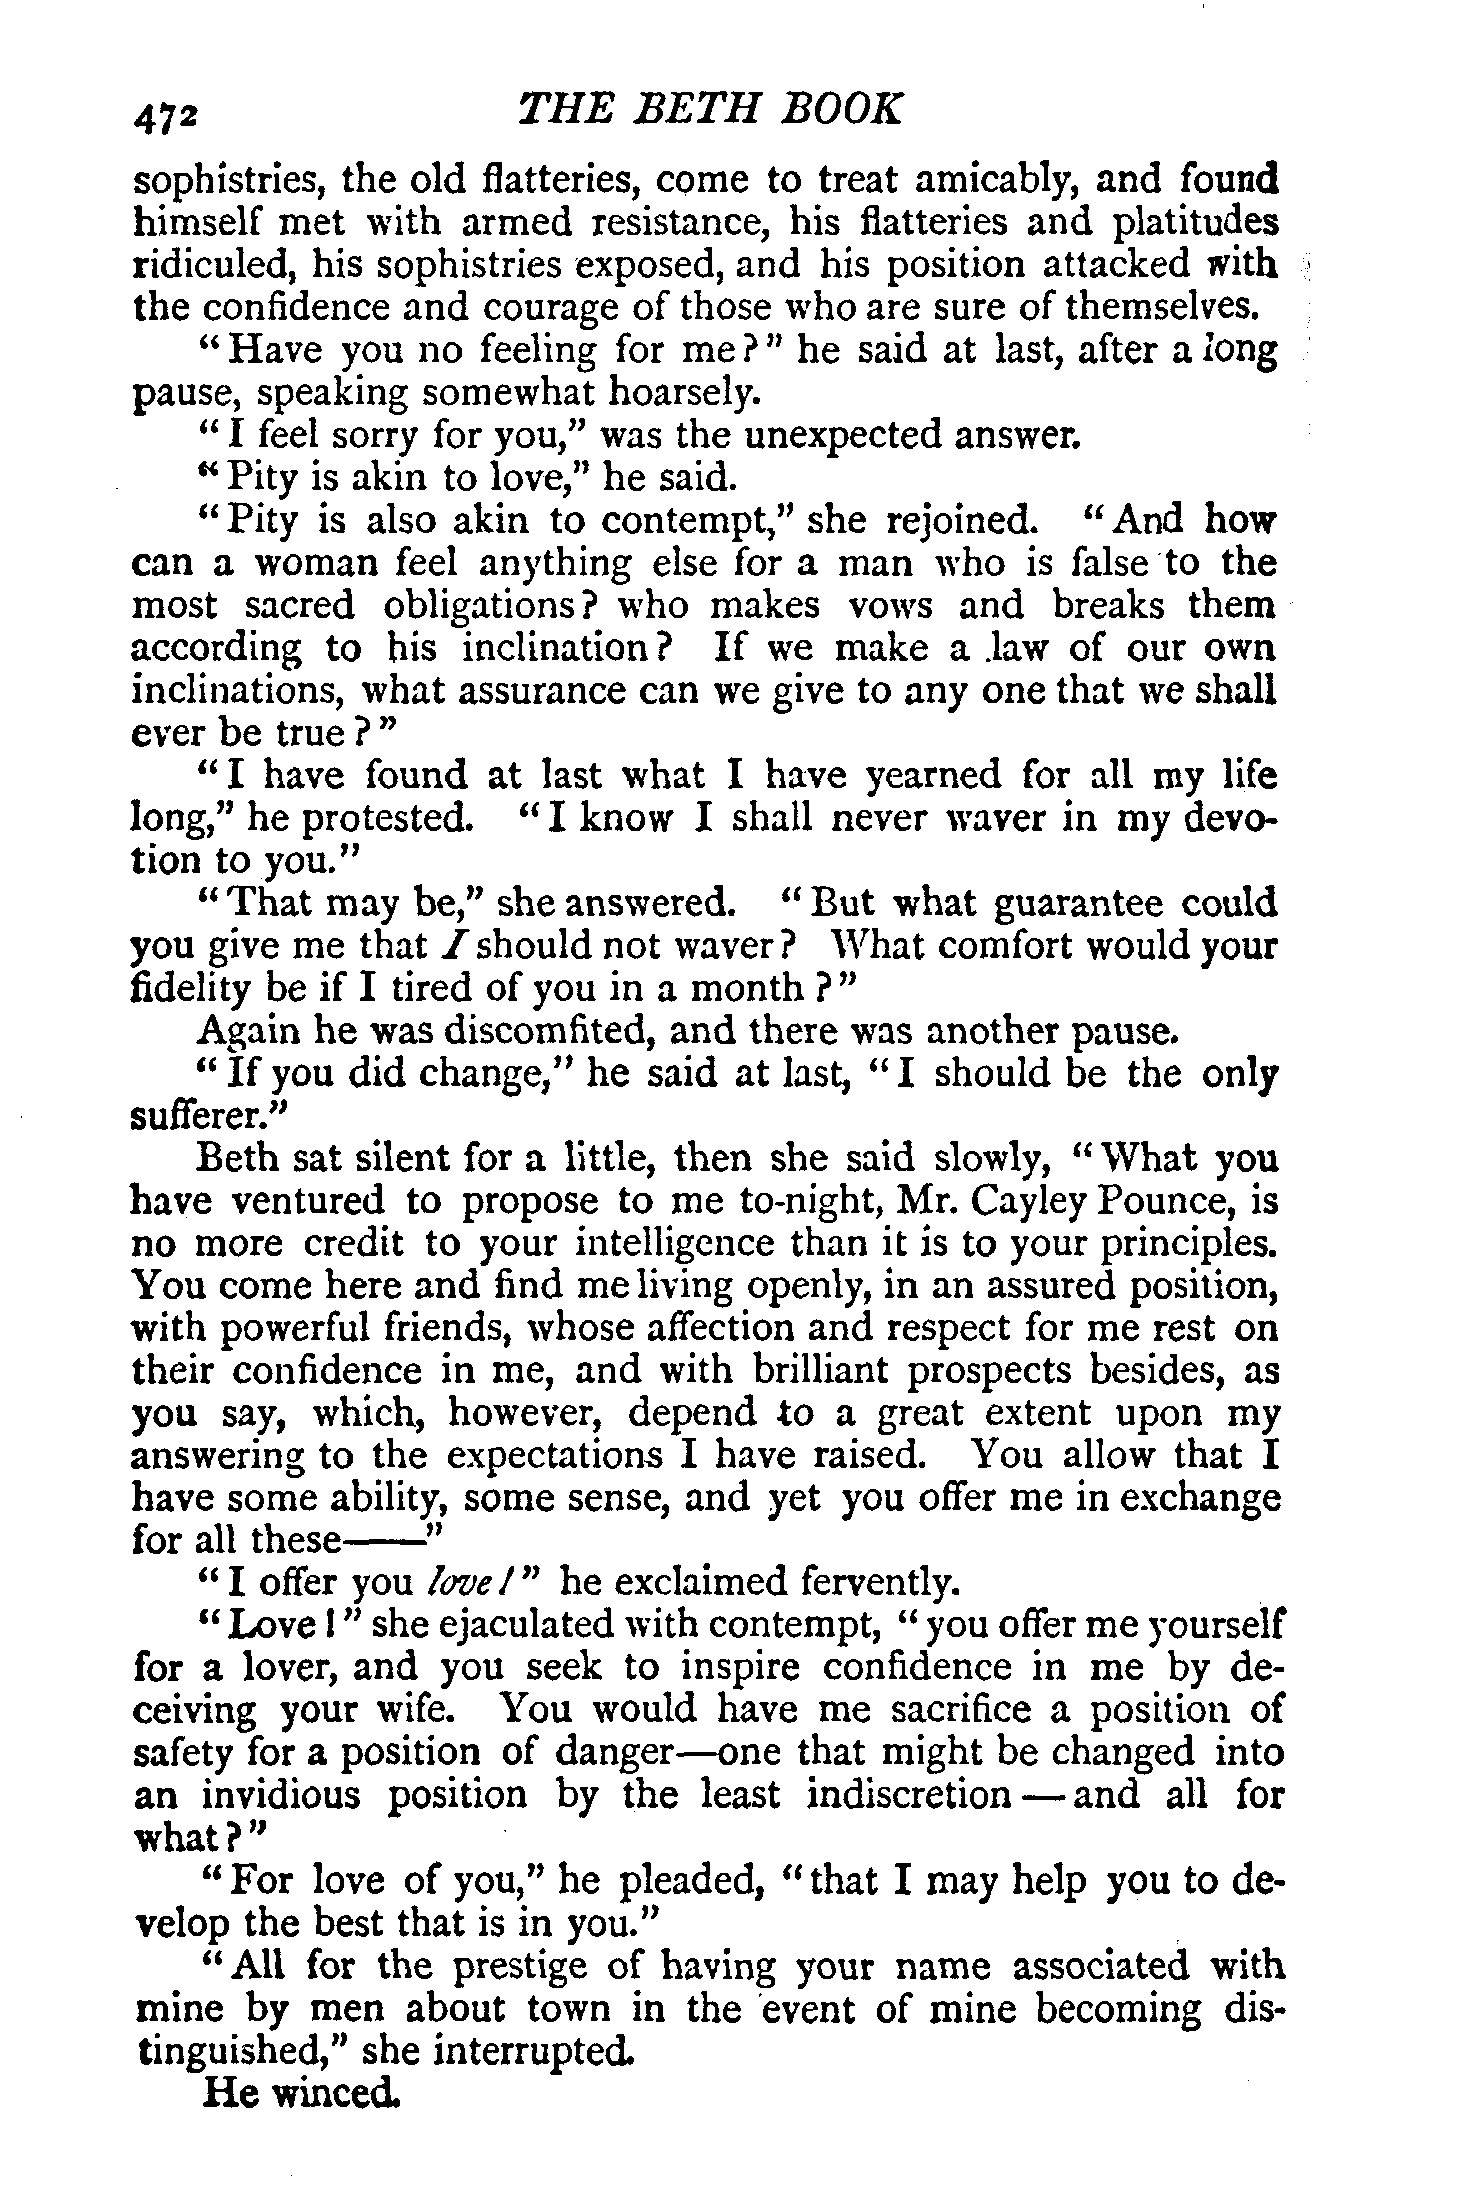 472 THE BETH BOOK
sophistries, the old flatteries, come to treat amicably, and found
himself met with armed resistance, his flatteries and platitudes
ridiculed, his sophistries exposed, and his position attacked with
the confidence and courage of those who are sure of themselves.
"Have you no feeling for me?" he said at last, after a long
pause, speaking somewhat hoarsely.
"I feel sorry for you," was the unexpected answer.
"Pity is akin to love," he said.
"Pity is also akin to contempt," she rejoined. "And how
can a woman feel anything else for a man who is false to the
most sacred obligations? who makes vows and breaks them
according to his inclination? If we make a law of our own
inclinations, what assurance can we give to any one that we shall
ever be true?"
"I have found at last what I have yearned for all my life
long," he protested. "I know I shall never waver in my devo-
tion to you."
"That may be," she answered. "But what guarantee could
you give me that I should not waver? What comfort would your
fidelity be if I tired of you in a month?"
Again he was discomfited, and there was another pause.
"If you did change," he said at last, "I should be the only
sufferer."
Beth sat silent for a little, then she said slowly, "What you
have ventured to propose to me to-night, Mr. Cayley Pounce, is
no more credit to your intelligence than it is to your principles.
You come here and find me living openly, in an assured position,
with powerful friends, whose affection and respect for me rest on
their confidence in me, and with brilliant prospects besides, as
you say, which, however, depend to a great extent upon my
answering to the expectations I have raised. You allow that I
have some ability, some sense, and yet you offer me in exchange
for all these——"
"I offer you love!" he exclaimed fervently.
"Love!" she ejaculated with contempt, "you offer me yourself
for a lover, and you seek to inspire confidence in me by de-
ceiving your wife. You would have me sacrifice a position of
safety for a position of danger—one that might be changed into
an invidious position by the least indiscretion—and all for
what?"
"For love of you," he pleaded, "that I may help you to de-
velop the best that is in you."
"All for the prestige of having your name associated with
mine by men about town in the event of mine becoming dis-
tinguished," she interrupted.
He winced.